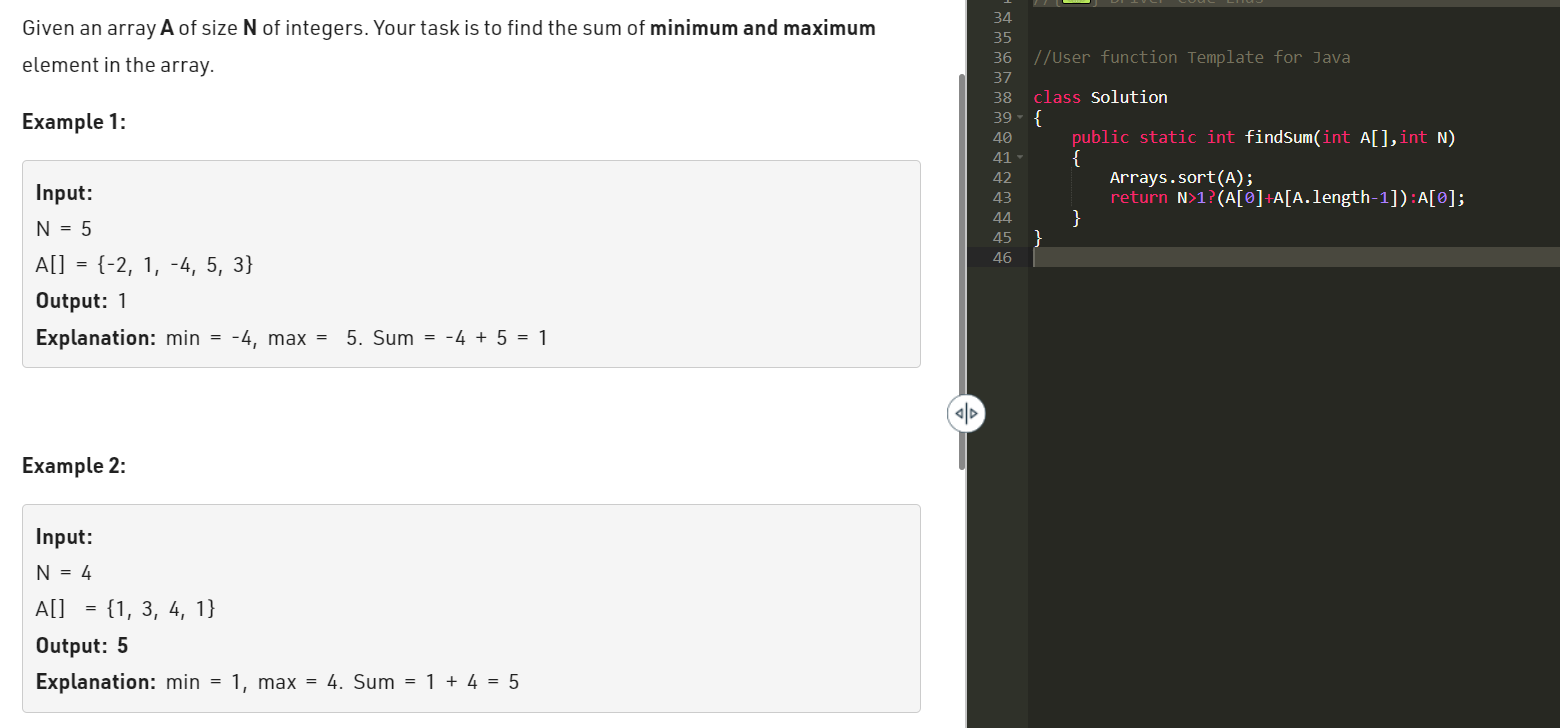 Given an array A of size N of integers. Your task is to find the sum of minimum and maximum
element in the array.
Example 1:
Input:
N = 5
A[] = {-2, 1, -4, 5, 3}
Output: 1
Explanation: min = -4, max =  5. Sum = -4 + 5 = 1
Example 2:
Input:
N = 4
A[]  = {1, 3, 4, 1}
Output: 5
Explanation: min = 1, max = 4. Sum = 1 + 4 = 5
34
35
36 //User function Template for Java
37
38 class Solution
39 {
40     public static int findSum(int A[],int N)
41     {
42         Arrays.sort(A);
43         return N>1?(A[0]+A[A.length-1]):A[0];
44     }
45 }
46